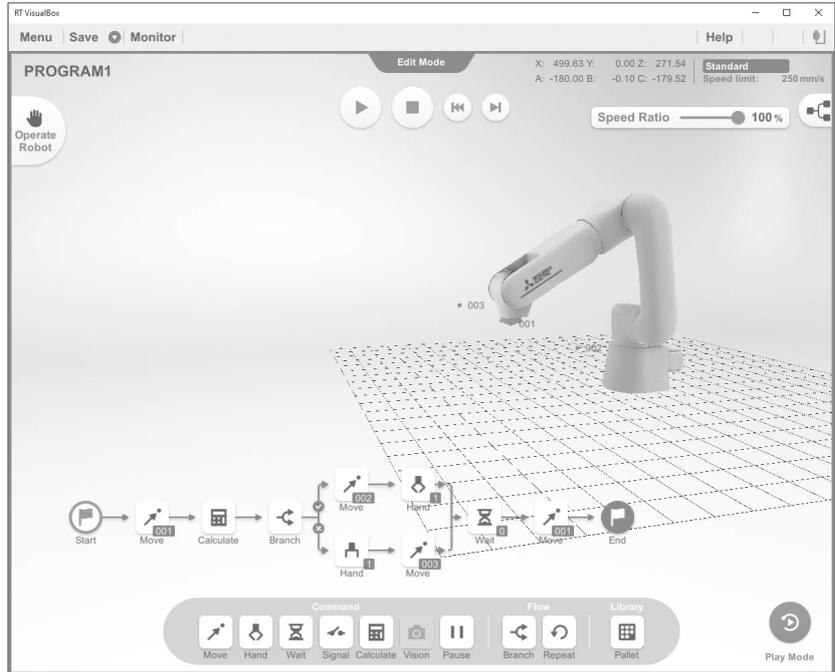 RT VisualBox
Menu Save Monitor Help
Edit Mode
PROGRAM1
X: 499.63 Y: 0.00 Z: 271.54
A: -180.00 B: -0.10 C: -179.52
Standard
Speed limit: 250 mm/s
Speed Ratio 100 %
Operate
Robot
MITSUBISHI
ELECTRIC
003
001
002
002 1
Move Hand
001 0 001
Start Move Calculate Branch Wait Move End
1 003
Hand Move
Command Flow Library
Move Hand Wait Signal Calculate Vision Pause Branch Repeat Pallet
Play Mode